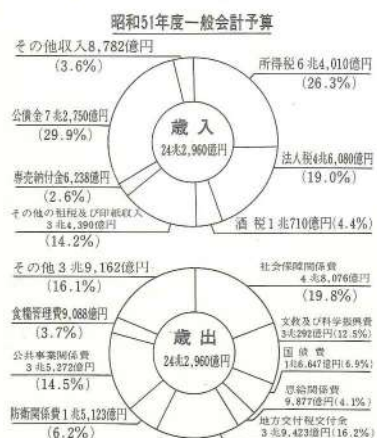 昭和51年度一般会計予算
その他収入8,782億円
(3.6%)
所得税6兆4,010億円
(26.3%)
公債金7兆2,750億円
(29.9%)
歳入
24兆2,960億円
法人税4兆6,080億円
(19.0%)
専売納付金6,238億円
(2.6%)
その他の租税及び印紙収入
3兆4,390億円
(14.2%)
酒税1兆710億円(4.4%)
その他3兆9,162億円
(16.1%)
社会保障関係費
4兆8,076億円
(19.8%)
食糧管理費9,088億円
(3.7%)
歳出
24兆2,960億円
文教及び科学振興費
3兆292億円(12.5%)
国債費
1兆6,647億円(6.9%)
公共事業関係費
3兆5,272億円
(14.5%)
恩給関係費
9,877億円(4.1%)
防衛関係費1兆5,123億円
(6.2%)
地方交付税交付金
3兆9,423億円(16.2%)